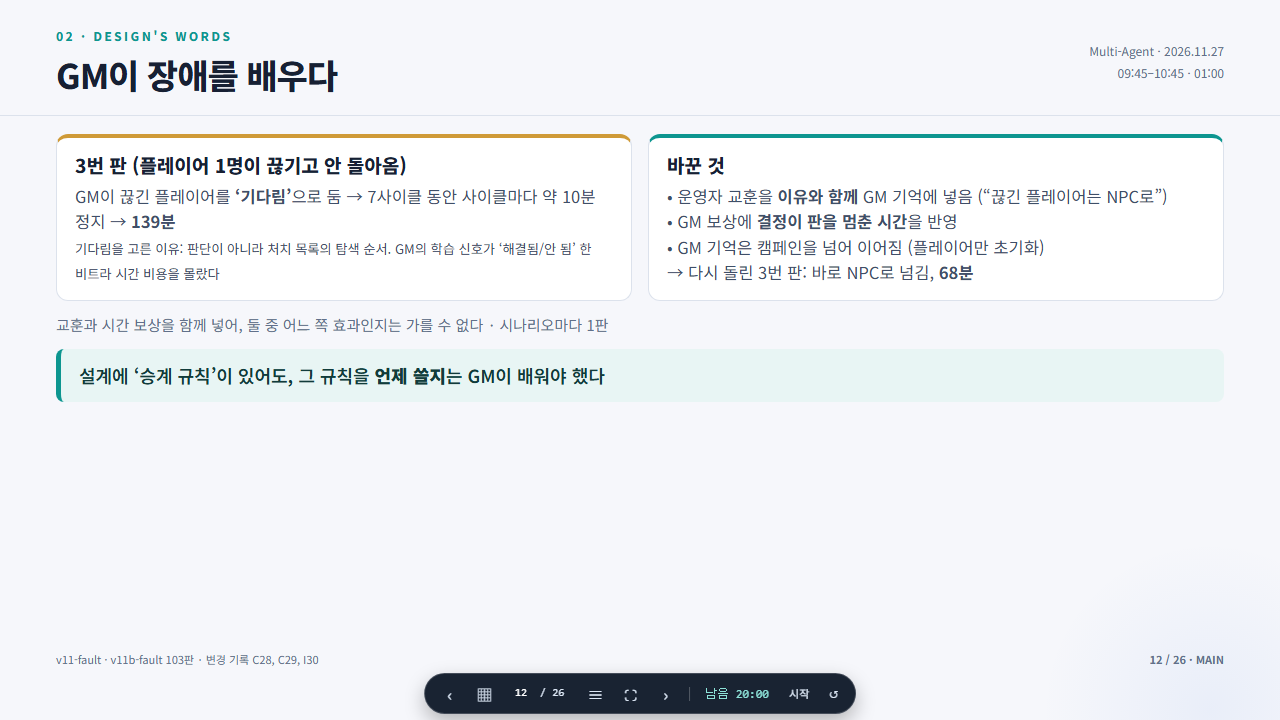 02 · DESIGN'S WORDS
GM이 장애를 배우다
Multi-Agent · 2026.11.27
09:45–10:45 · 01:00
3번 판 (플레이어 1명이 끊기고 안 돌아옴)
GM이 끊긴 플레이어를 ‘기다림’으로 둠 → 7사이클 동안 사이클마다 약 10분
정지 → 139분
기다림을 고른 이유: 판단이 아니라 처치 목록의 탐색 순서. GM의 학습 신호가 ‘해결됨/안 됨’ 한
비트라 시간 비용을 몰랐다
바꾼 것
• 운영자 교훈을 이유와 함께 GM 기억에 넣음 (“끊긴 플레이어는 NPC로”)
• GM 보상에 결정이 판을 멈춘 시간을 반영
• GM 기억은 캠페인을 넘어 이어짐 (플레이어만 초기화)
→ 다시 돌린 3번 판: 바로 NPC로 넘김, 68분
교훈과 시간 보상을 함께 넣어, 둘 중 어느 쪽 효과인지는 가를 수 없다 · 시나리오마다 1판
설계에 ‘승계 규칙’이 있어도, 그 규칙을 언제 쓸지는 GM이 배워야 했다
v11-fault · v11b-fault 103판 · 변경 기록 C28, C29, I30
12 / 26 · MAIN
‹ 12 / 26 › 남음 20:00 시작 ↺